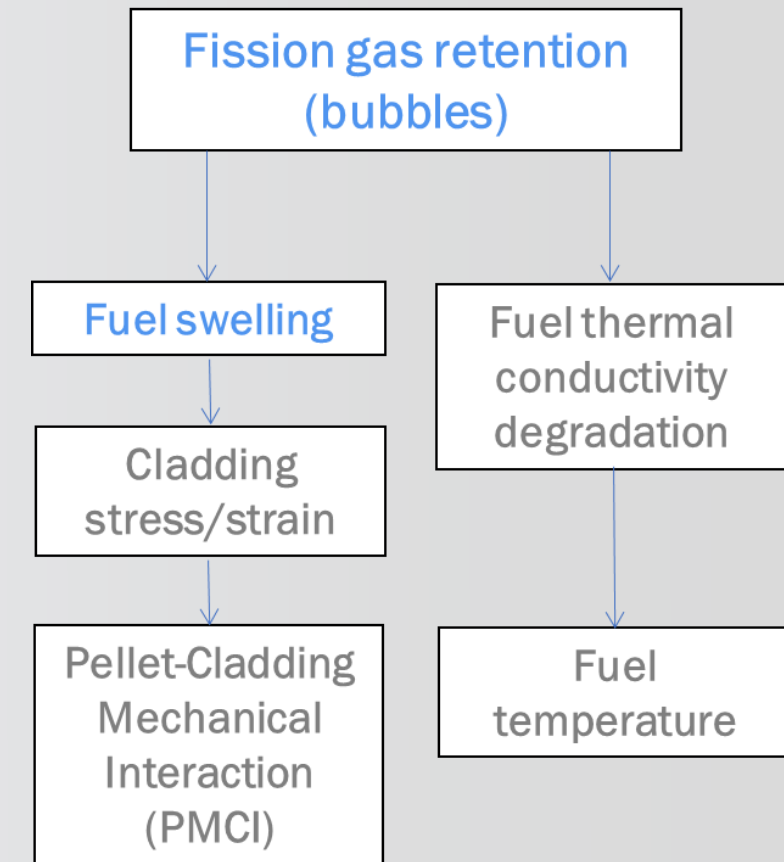 Fission gas retention
(bubbles)
Fuel swelling
Cladding
stress/strain
Pellet-Cladding
Mechanical
Interaction
(PMCI)
Fuel thermal
conductivity
degradation
Fuel
temperature